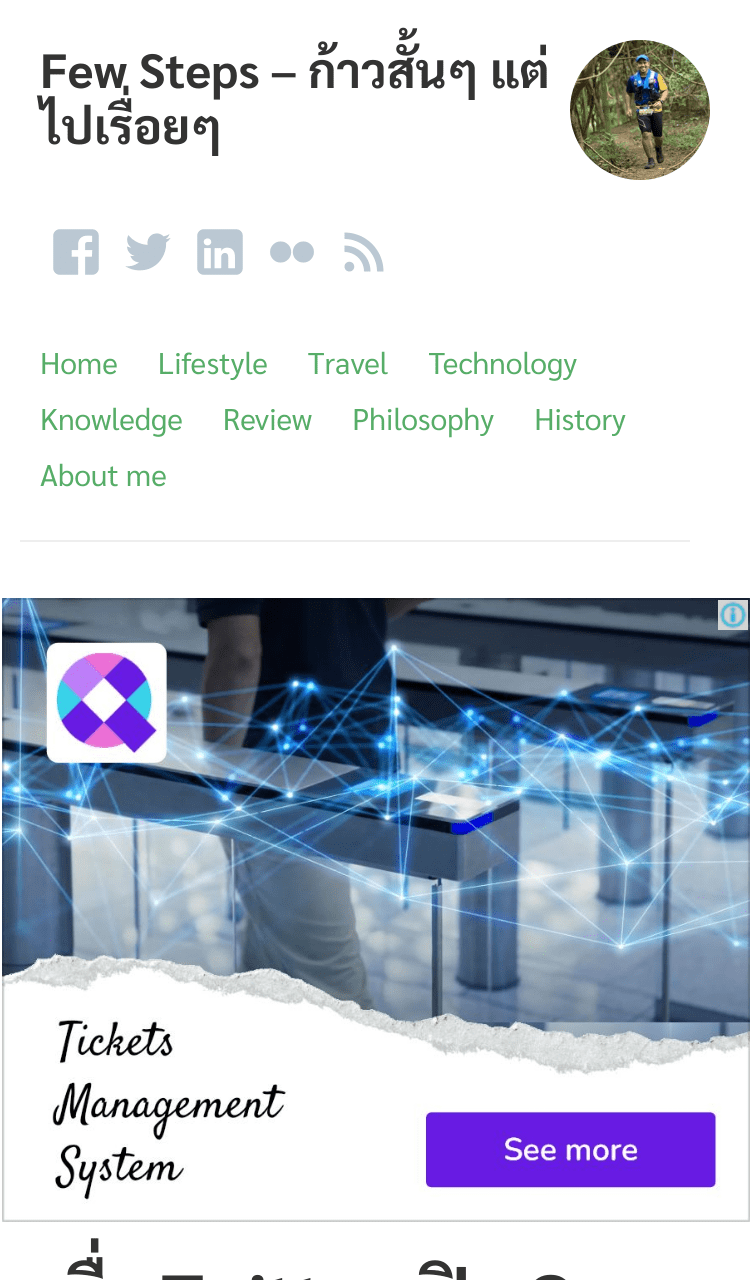 Few Steps – ก้าวสั้นๆ แต่
ไปเรื่อยๆ
Home Lifestyle Travel Technology
Knowledge Review Philosophy History
About me
Tickets
Management
System
See more